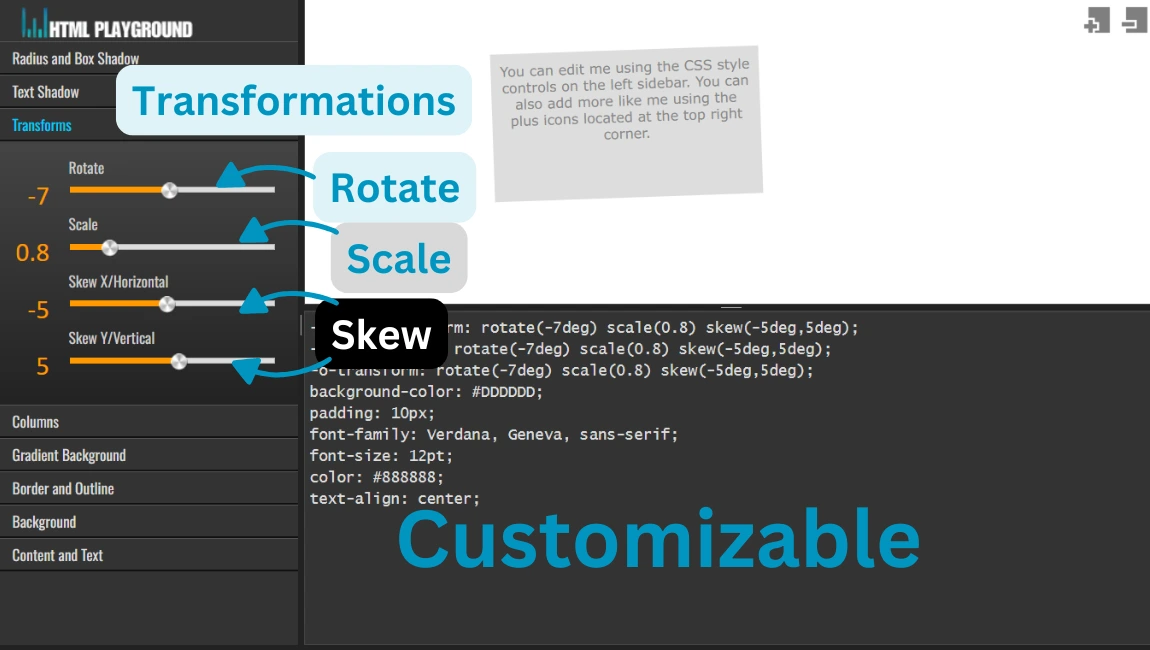 HTML PLAYGROUND
Radius and Box Shadow
Text Shadow
Transforms
Transformations
Rotate
-7
Scale
0.8
Skew X/Horizontal
-5
Skew Y/Vertical
5
Rotate
Scale
Skew
Columns
Gradient Background
Border and Outline
Background
Content and Text
You can edit me using the CSS style
controls on the left sidebar. You can
also add more like me using the
plus icons located at the top right
corner.
rm: rotate(-7deg) scale(0.8) skew(-5deg,5deg);
rotate(-7deg) scale(0.8) skew(-5deg,5deg);
-o-transform: rotate(-7deg) scale(0.8) skew(-5deg,5deg);
background-color: #DDDDDD;
padding: 10px;
font-family: Verdana, Geneva, sans-serif;
font-size: 12pt;
color: #888888;
text-align: center;
Customizable